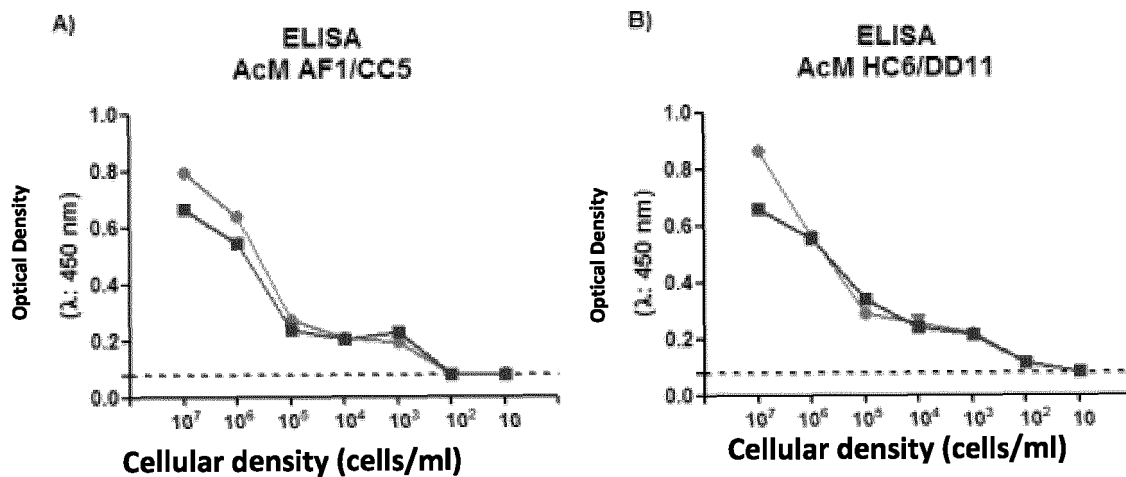 A)
ELISA
AcM AF1/CC5
Optical Density
(λ: 450 nm)
1.0
0.8
0.6
0.4
0.2
0.0
10⁷
10⁶
10⁵
10⁴
10³
10²
10
Cellular density (cells/ml)
B)
ELISA
AcM HC6/DD11
Optical Density
(λ: 450 nm)
1.0
0.8
0.6
0.4
0.2
0.0
10⁷
10⁶
10⁵
10⁴
10³
10²
10
Cellular density (cells/ml)